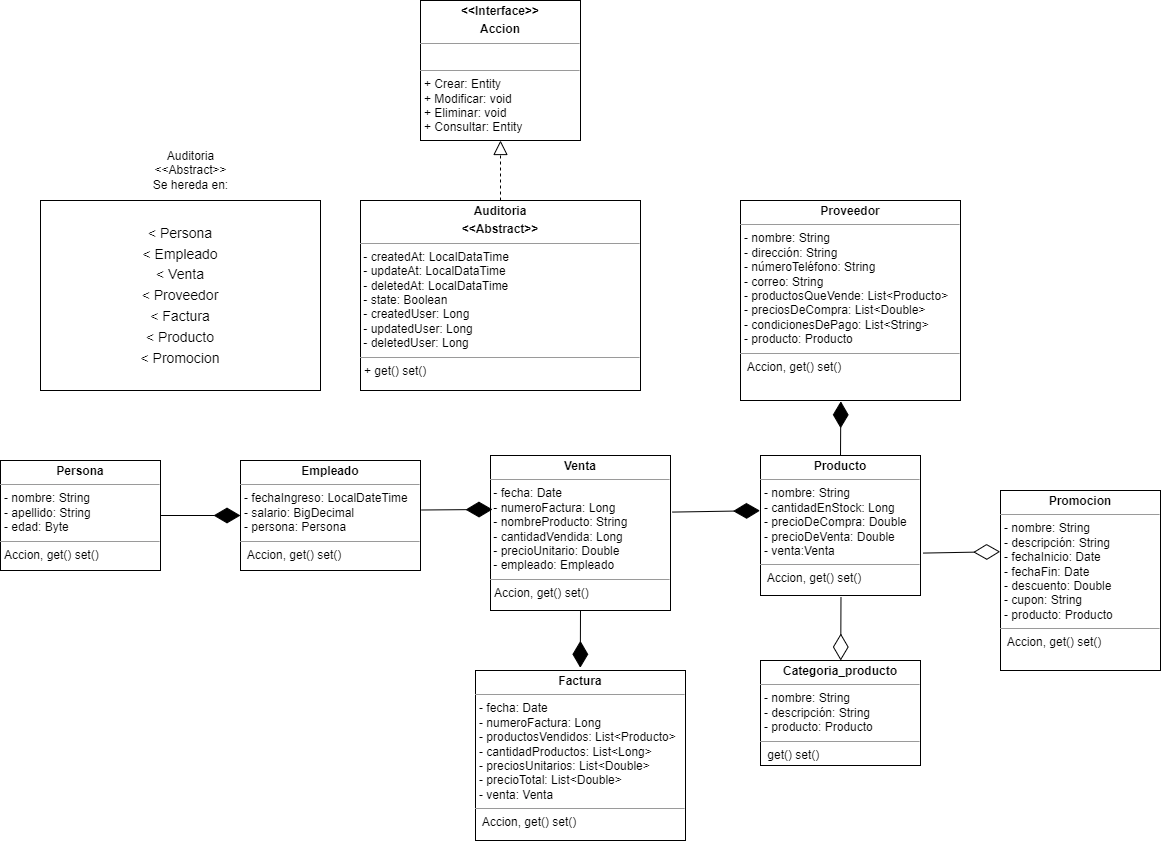 <<Interface>>
Accion
+ Crear: Entity
+ Modificar: void
+ Eliminar: void
+ Consultar: Entity
Auditoria
<<Abstract>>
Se hereda en:
< Persona
< Empleado
< Venta
< Proveedor
< Factura
< Producto
< Promocion
Auditoria
<<Abstract>>
- createdAt: LocalDataTime
- updateAt: LocalDataTime
- deletedAt: LocalDataTime
- state: Boolean
- createdUser: Long
- updatedUser: Long
- deletedUser: Long
+ get() set()
Proveedor
- nombre: String
- dirección: String
- númeroTeléfono: String
- correo: String
- productosQueVende: List<Producto>
- preciosDeCompra: List<Double>
- condicionesDePago: List<String>
- producto: Producto
Accion, get() set()
Persona
- nombre: String
- apellido: String
- edad: Byte
Accion, get() set()
Empleado
- fechaIngreso: LocalDateTime
- salario: BigDecimal
- persona: Persona
Accion, get() set()
Venta
- fecha: Date
- numeroFactura: Long
- nombreProducto: String
- cantidadVendida: Long
- precioUnitario: Double
- empleado: Empleado
Accion, get() set()
Producto
- nombre: String
- cantidadEnStock: Long
- precioDeCompra: Double
- precioDeVenta: Double
- venta:Venta
Accion, get() set()
Promocion
- nombre: String
- descripción: String
- fechaInicio: Date
- fechaFin: Date
- descuento: Double
- cupon: String
- producto: Producto
Accion, get() set()
Factura
- fecha: Date
- numeroFactura: Long
- productosVendidos: List<Producto>
- cantidadProductos: List<Long>
- preciosUnitarios: List<Double>
- precioTotal: List<Double>
- venta: Venta
Accion, get() set()
Categoria_producto
- nombre: String
- descripción: String
- producto: Producto
get() set()